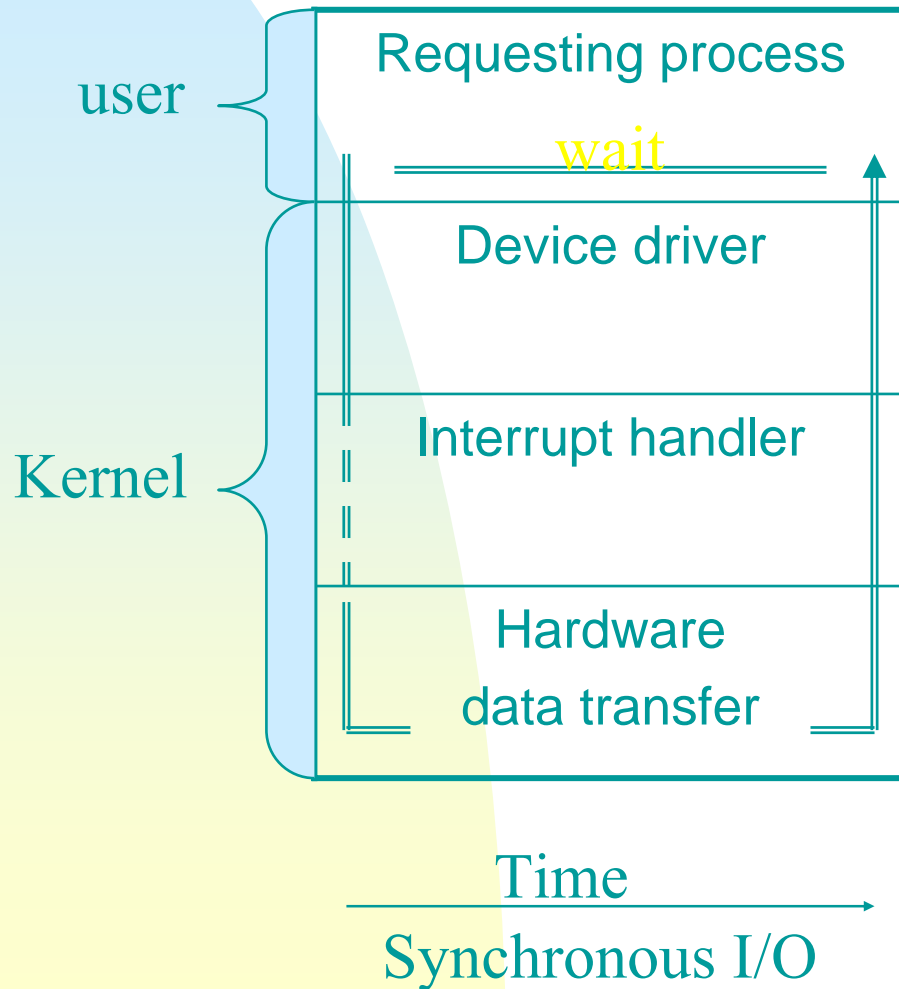 Requesting process
user
wait
Device driver
Interrupt handler
Kernel
Hardware
data transfer
Time
Synchronous I/O